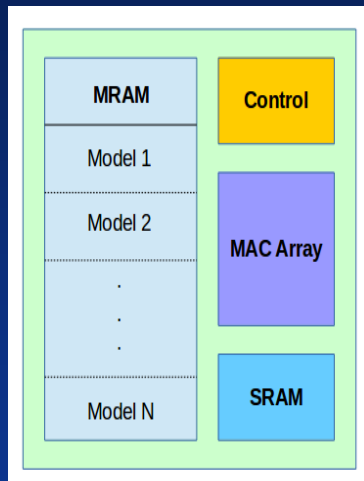 MRAM
Model 1
Model 2
.
.
.
Model N
Control
MAC Array
SRAM